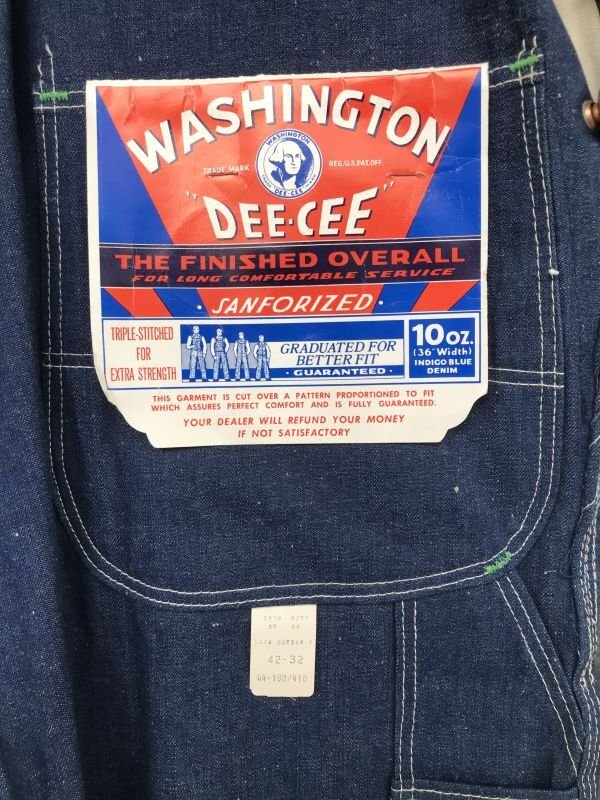 WASHINGTON
TRADE MARK
WASHINGTON
DEE-CEE
REG.U.S.PAT.OFF.
"DEE·CEE"
THE FINISHED OVERALL
FOR LONG COMFORTABLE SERVICE
· SANFORIZED ·
TRIPLE-STITCHED
FOR
EXTRA STRENGTH
GRADUATED FOR
BETTER FIT
· GUARANTEED ·
10 OZ.
(36" Width)
INDIGO BLUE
DENIM
THIS GARMENT IS CUT OVER A PATTERN PROPORTIONED TO FIT
WHICH ASSURES PERFECT COMFORT AND IS FULLY GUARANTEED.
YOUR DEALER WILL REFUND YOUR MONEY
IF NOT SATISFACTORY
COTTON
42-32